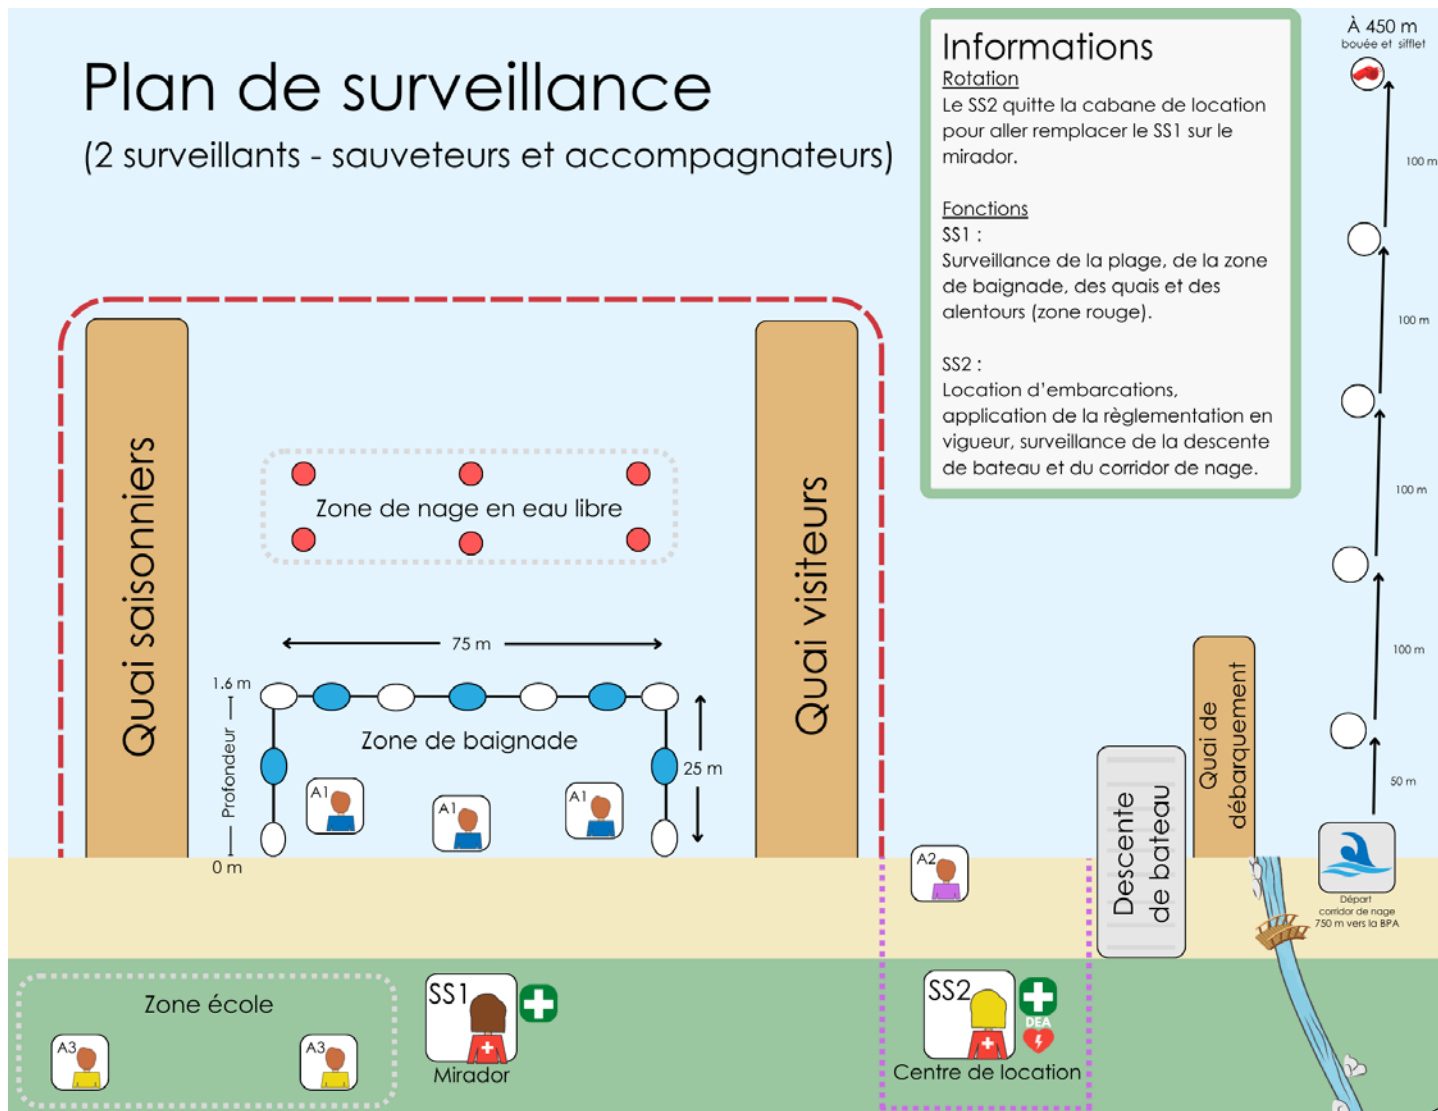 Plan de surveillance
(2 surveillants - sauveteurs et accompagnateurs)
Informations
Rotation
Le SS2 quitte la cabane de location
pour aller remplacer le SS1 sur le
mirador.
Fonctions
SS1 :
Surveillance de la plage, de la zone
de baignade, des quais et des
alentours (zone rouge).
SS2 :
Location d'embarcations,
application de la règlementation en
vigueur, surveillance de la descente
de bateau et du corridor de nage.
À 450 m
bouée et sifflet
100 m
100 m
100 m
100 m
50 m
Départ
corridor de nage
750 m vers la BPA
Quai saisonniers
Zone de nage en eau libre
Quai visiteurs
75 m
1.6 m
Profondeur
0 m
Zone de baignade
25 m
A1
A1
A1
A2
Descente
de bateau
Quai de
débarquement
Zone école
A3
A3
SS1
Mirador
SS2
DEA
Centre de location